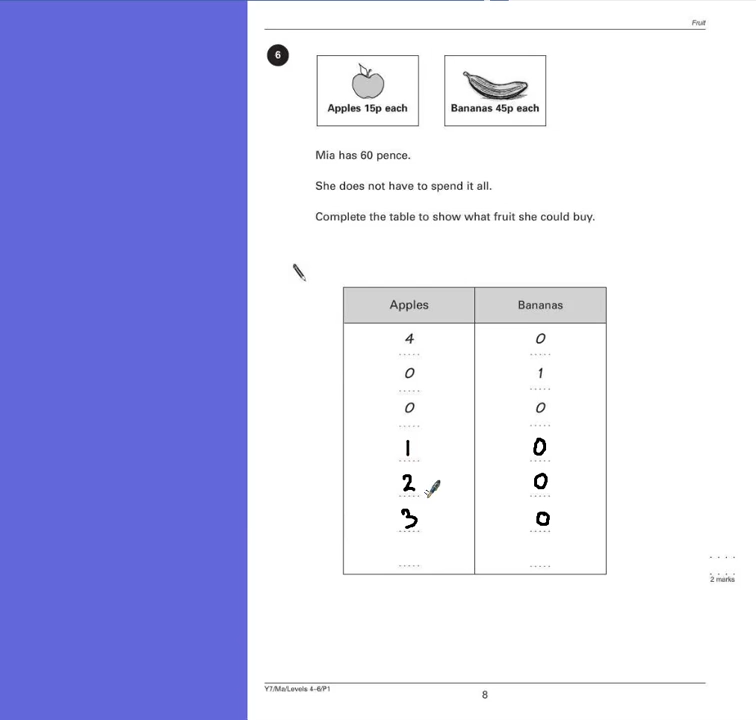 Fruit
6
Apples 15p each
Bananas 45p each
Mia has 60 pence.
She does not have to spend it all.
Complete the table to show what fruit she could buy.
Apples Bananas
4 0
0 1
0 0
1 0
2 0
3 0
2 marks
Y7/Ma/Levels 4–6/P1
8